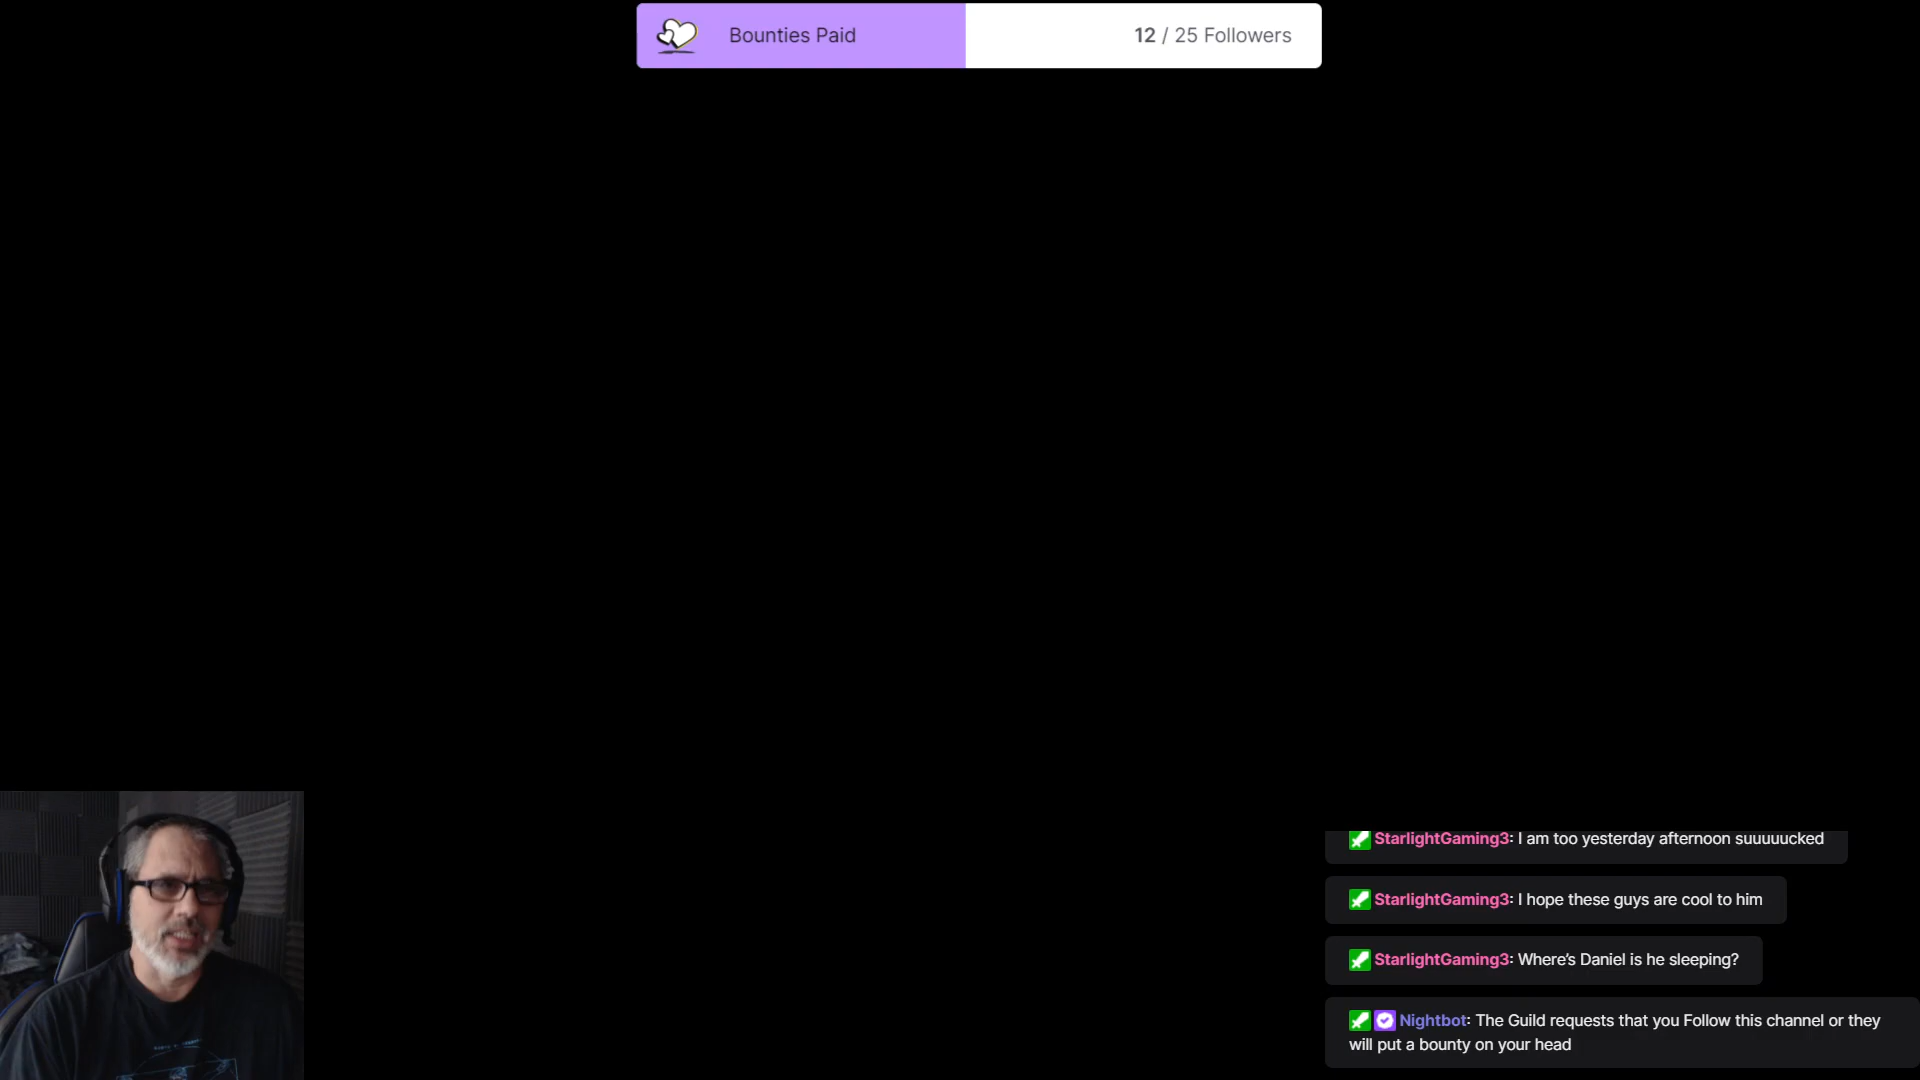 Bounties Paid
12 / 25 Followers
StarlightGaming3: I am too yesterday afternoon suuuuucked
StarlightGaming3: I hope these guys are cool to him
StarlightGaming3: Where's Daniel is he sleeping?
Nightbot: The Guild requests that you Follow this channel or they
will put a bounty on your head